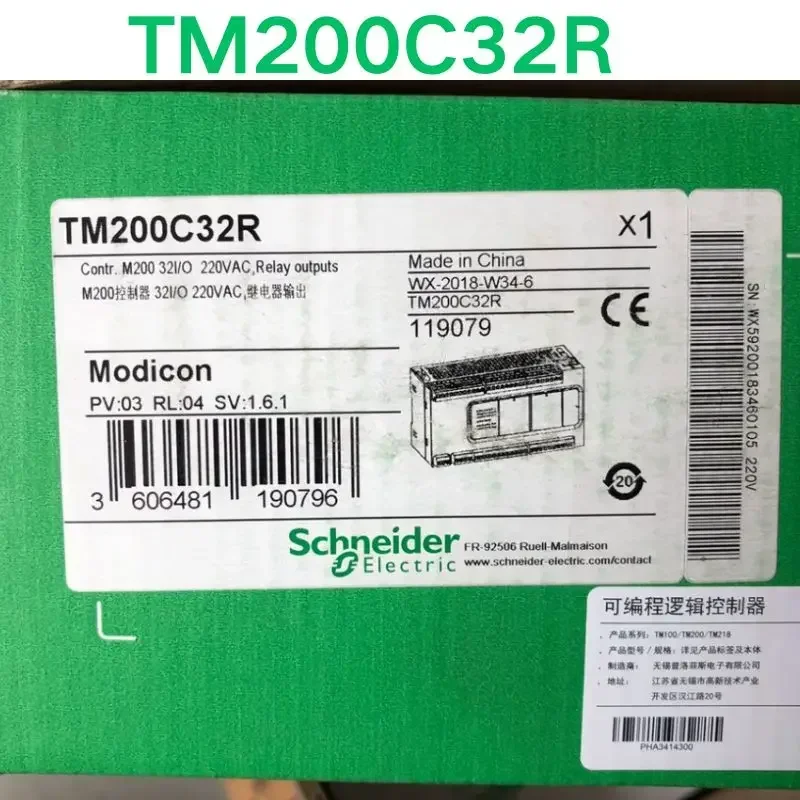 TM200C32R
TM200C32R
X1
Contr. M200 32I/O 220VAC,Relay outputs
M200控制器 32I/O 220VAC,继电器输出
Made in China
WX-2018-W34-6
TM200C32R
119079
CE
Modicon
PV:03 RL:04 SV:1.6.1
3 606481 190796
20
Schneider
Electric
FR-92506 Ruell-Malmaison
www.schneider-electric.com/contact
SN:WX59200183460105 220V
可编程逻辑控制器
. 产品系列: TM100/TM200/TM218
. 产品型号/规格: 详见产品标签及本体
. 制造商: 无锡普洛菲斯电子有限公司
. 地址: 江苏省无锡市高新技术产业
开发区汉江路20号
PHA3414300